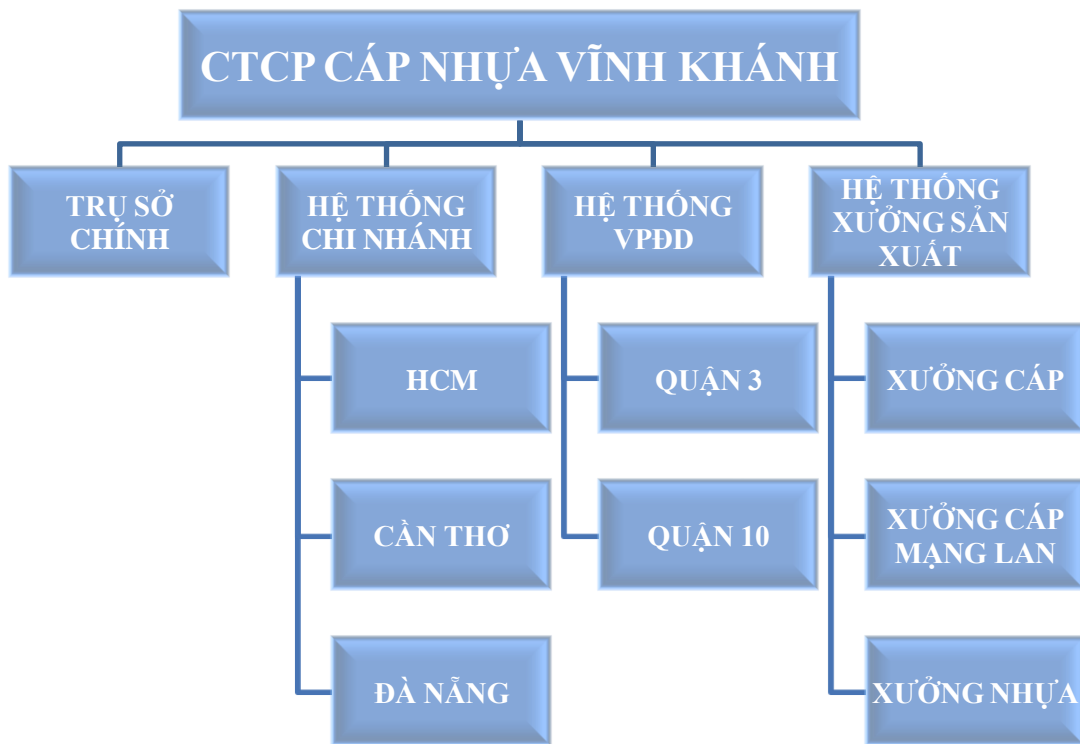 CTCP CÁP NHỰA VĨNH KHÁNH
TRỤ SỞ
CHÍNH
HỆ THỐNG
CHI NHÁNH
HỆ THỐNG
VPĐD
HỆ THỐNG
XƯỞNG SẢN
XUẤT
HCM
QUẬN 3
XƯỞNG CÁP
CẦN THƠ
QUẬN 10
XƯỞNG CÁP
MẠNG LAN
ĐÀ NẴNG
XƯỞNG NHỰA